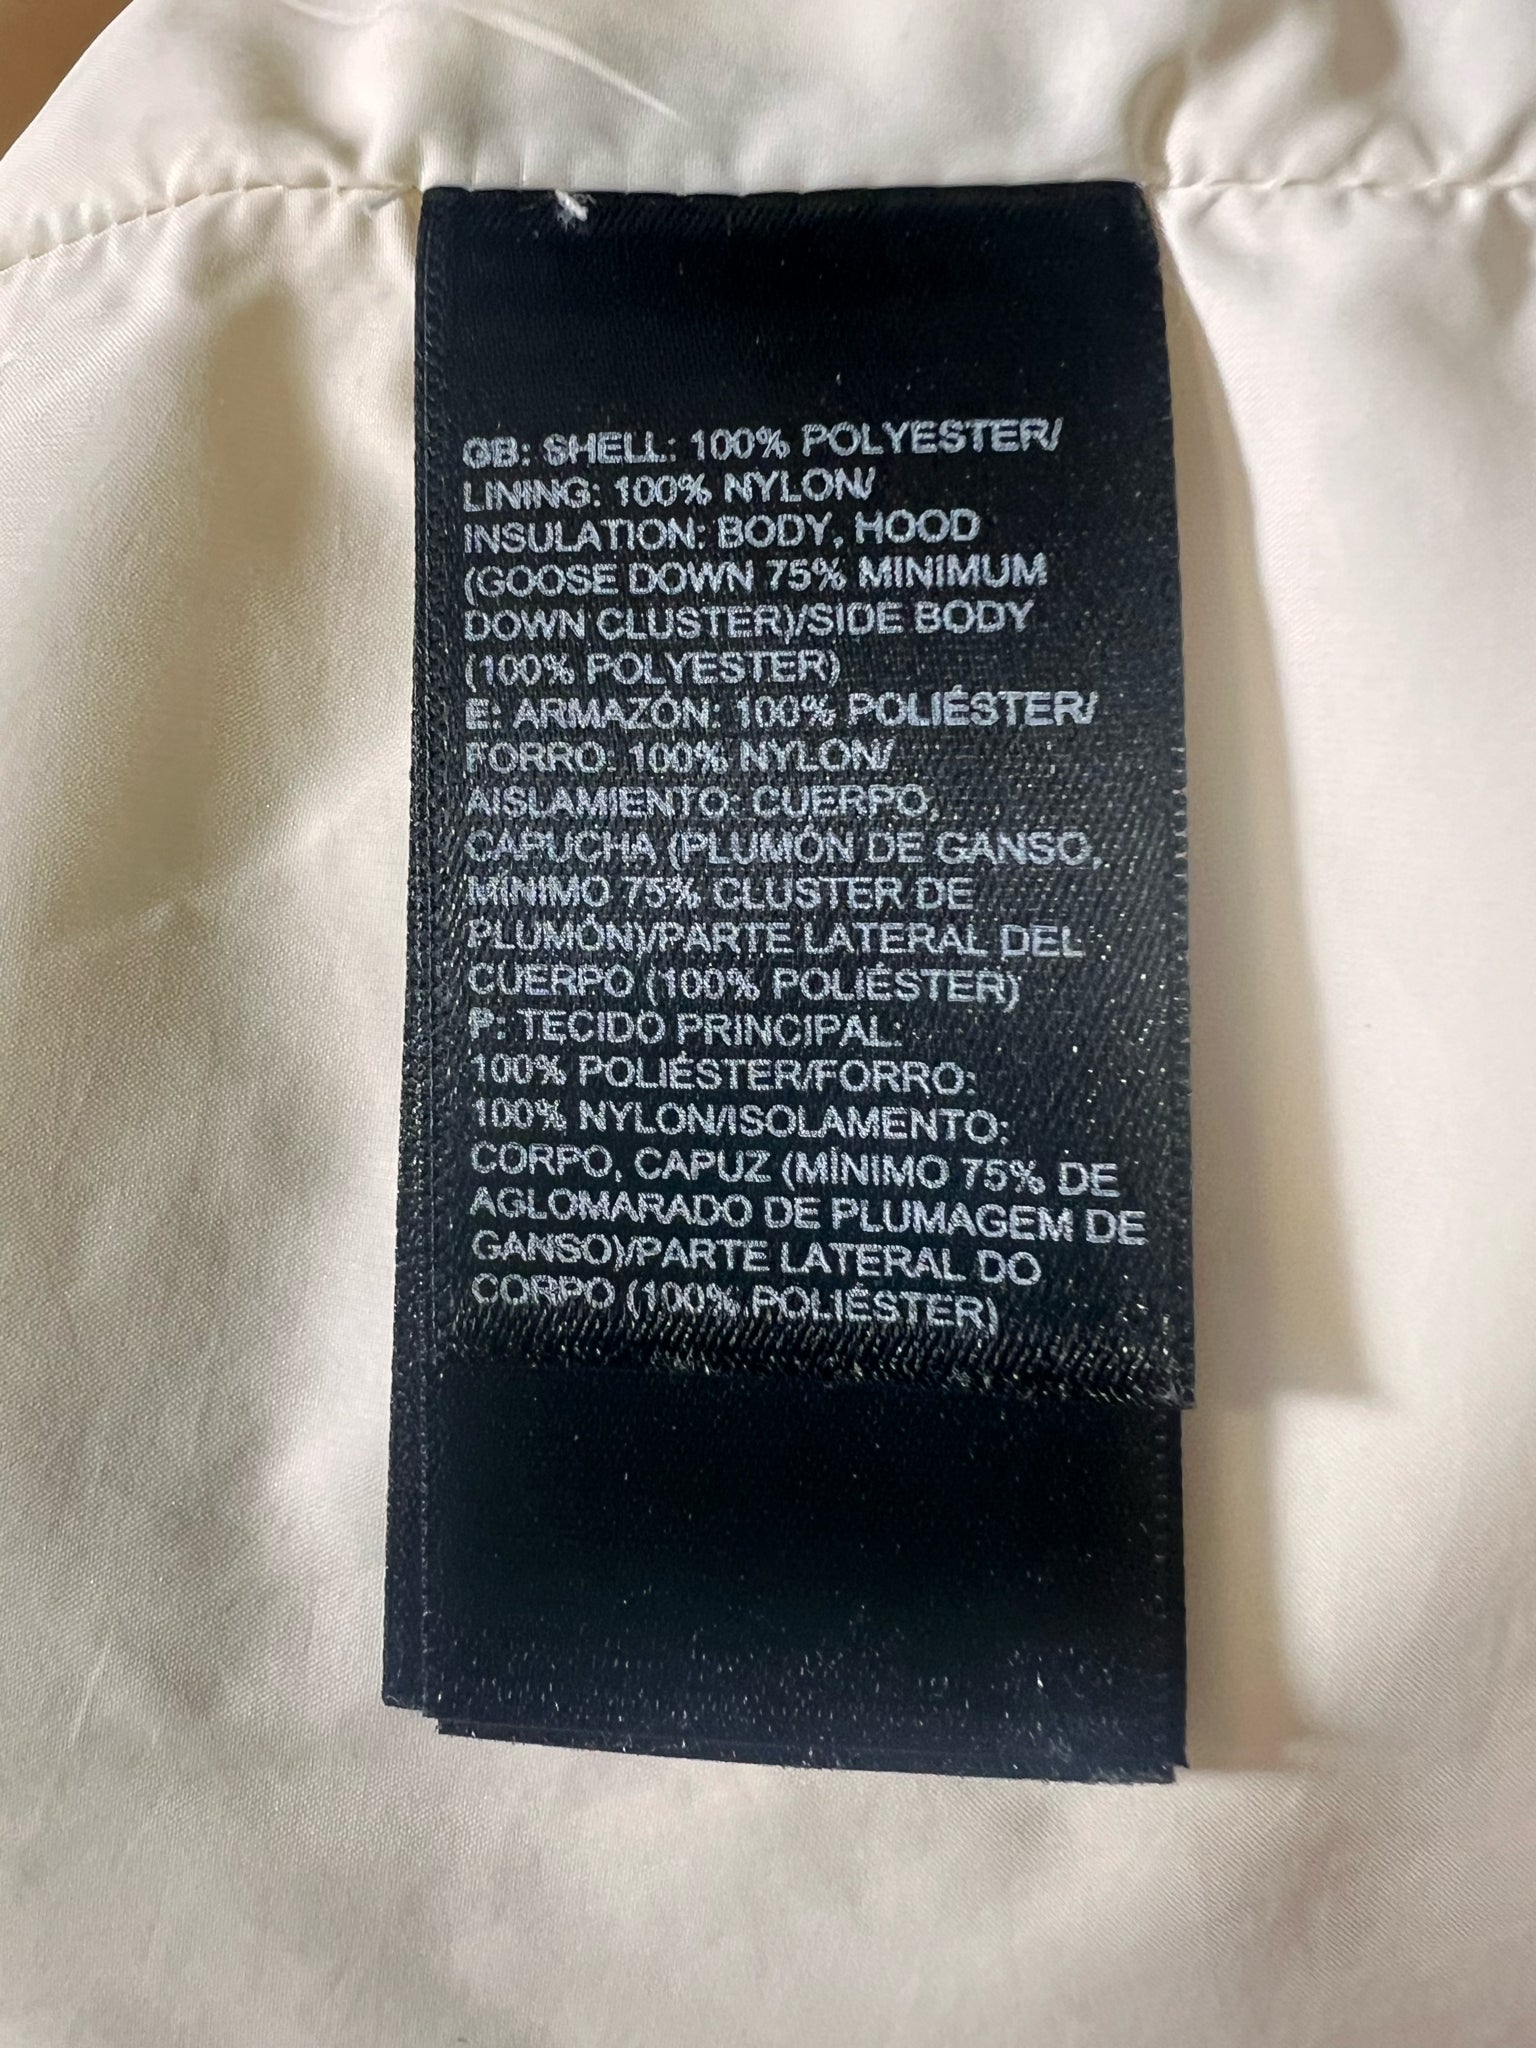 GB: SHELL: 100% POLYESTER/
LINING: 100% NYLON/
INSULATION: BODY, HOOD
(GOOSE DOWN 75% MINIMUM
DOWN CLUSTER)/SIDE BODY
(100% POLYESTER)
E: ARMAZÓN: 100% POLIÉSTER/
FORRO: 100% NYLON/
AISLAMIENTO: CUERPO,
CAPUCHA (PLUMÓN DE GANSO,
MÍNIMO 75% CLUSTER DE
PLUMÓN)/PARTE LATERAL DEL
CUERPO (100% POLIÉSTER)
P: TECIDO PRINCIPAL:
100% POLIÉSTER/FORRO:
100% NYLON/ISOLAMENTO:
CORPO, CAPUZ (MÍNIMO 75% DE
AGLOMARADO DE PLUMAGEM DE
GANSO)/PARTE LATERAL DO
CORPO (100% POLIÉSTER)